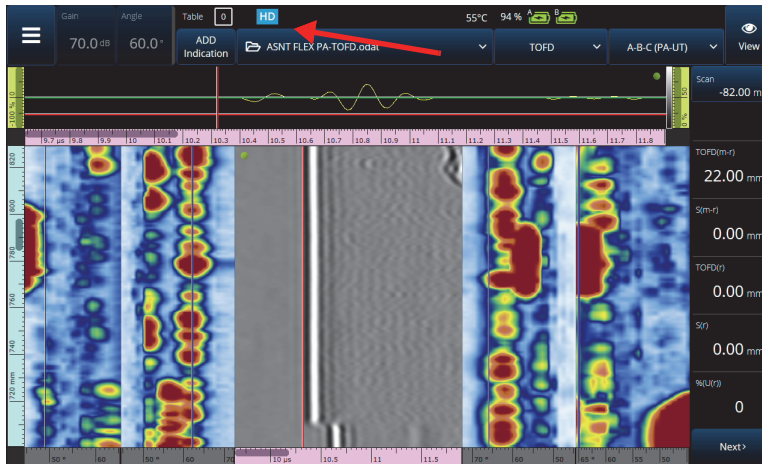 Gain
70.0 dB
Angle
60.0°
Table 0
HD
55°C 94 % A B
ADD
Indication
ASNT FLEX PA-TOFD.odat
TOFD
A-B-C (PA-UT)
View
-100 % 0
0 % 50
Scan
-82.00 m
9.7 µs 9.8 9.9 10 10.1 10.2 10.3 10.4 10.5 10.6 10.7 10.8 10.9 11 11.1 11.2 11.3 11.4 11.5 11.6 11.7 11.8
TOFD(m-r)
22.00 mm
S(m-r)
0.00 mm
TOFD(r)
0.00 mm
S(r)
0.00 mm
%(U(r))
0
820
800
780
760
740
720 mm
50 ° 60 50 ° 60 70 10 µs 10.5 11 11.5 70 ° 60 50 65 ° 60 55 50
Next>